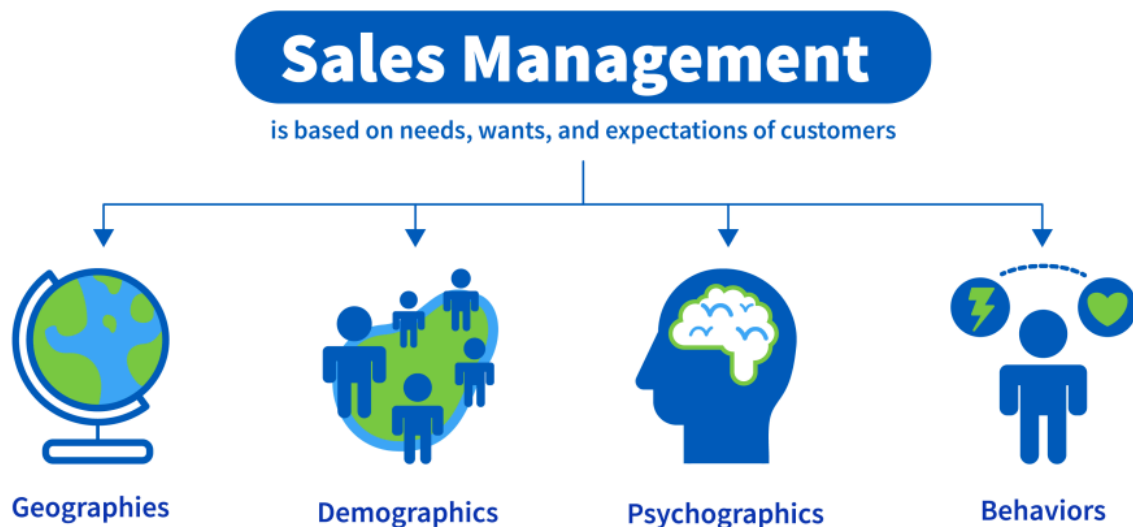 Sales Management
is based on needs, wants, and expectations of customers
Geographies
Demographics
Psychographics
Behaviors